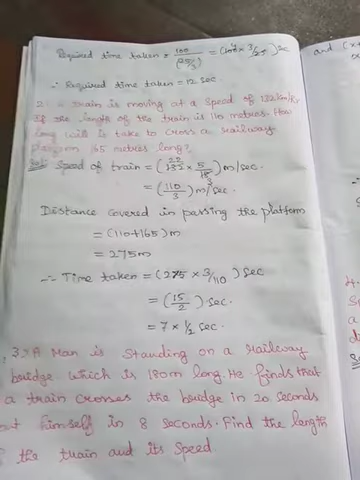 Required time taken = 100/(25/3) = (100 × 3/25) Sec
∴ Required time taken = 12 Sec
2. A train is moving at a speed of 132 km/hr,
If the length of the train is 110 metres. How
long will is take to cross a railway
platform 165 metres long?
Sol: Speed of train = (132 × 5/18) m/sec.
= (110/3) m/sec.
Distance covered in passing the platform
= (110+165)m
= 275m
∴ Time taken = (275 × 3/110) Sec
= (15/2) Sec.
= 7 × 1/2 Sec.
3. A Man is standing on a railway
bridge which is 180m long. He finds that
a train crosses the bridge in 20 seconds
but himself in 8 seconds. Find the length
of the train and its speed
and